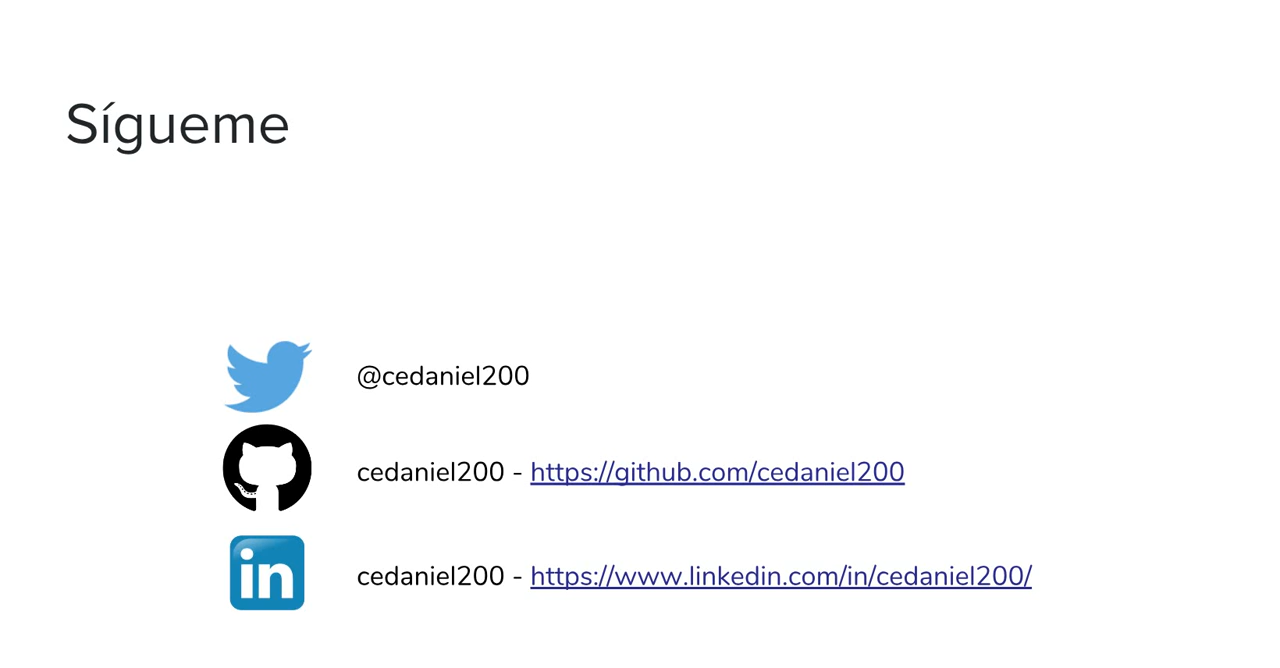 Sígueme
@cedaniel200
cedaniel200 - https://github.com/cedaniel200
in
cedaniel200 - https://www.linkedin.com/in/cedaniel200/